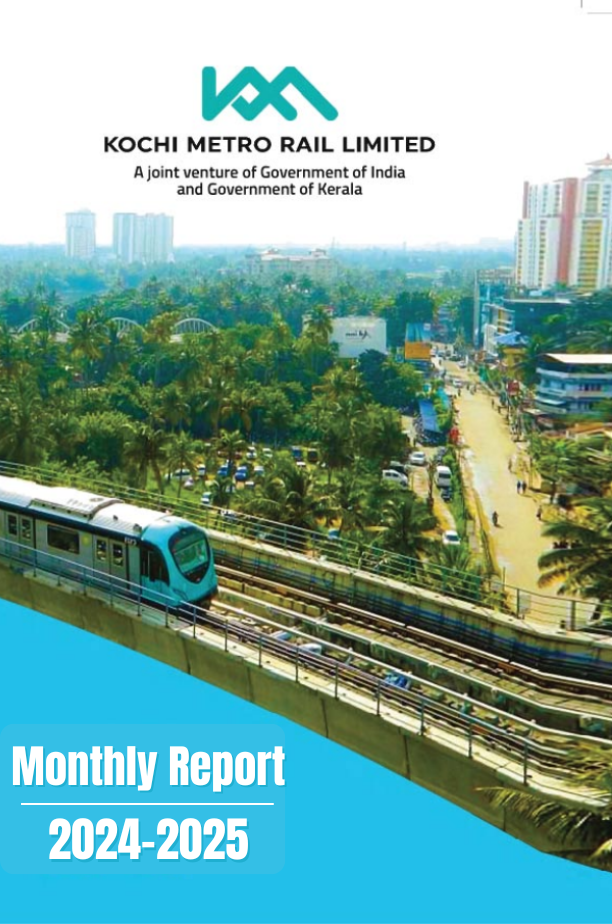 KOCHI METRO RAIL LIMITED
A joint venture of Government of India
and Government of Kerala
Monthly Report
2024-2025